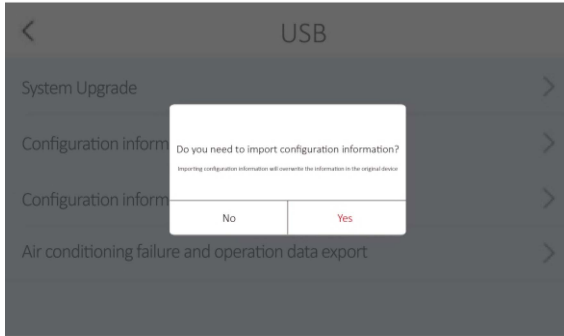 USB
System Upgrade
Configuration inform
Do you need to import configuration information?
Importing configuration information will overwrite the information in the original device
Configuration inform
No
Yes
Air conditioning failure and operation data export